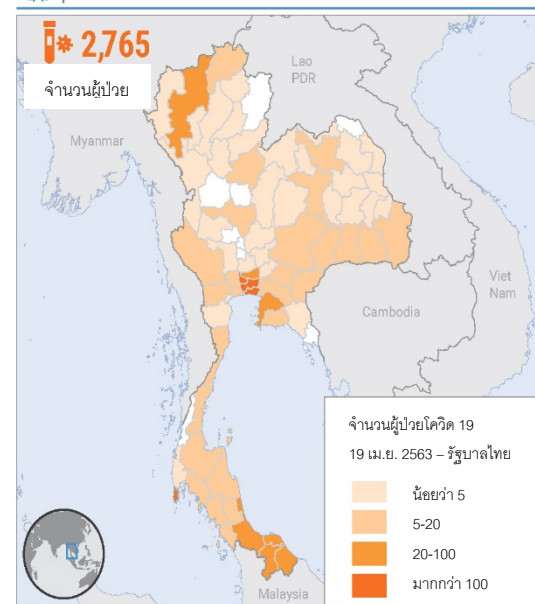 2,765
จำนวนผู้ป่วย
Lao
PDR
Myanmar
Viet
Nam
Cambodia
จำนวนผู้ป่วยโควิด 19
19 เม.ย. 2563 – รัฐบาลไทย
น้อยว่า 5
5-20
20-100
มากกว่า 100
Malaysia